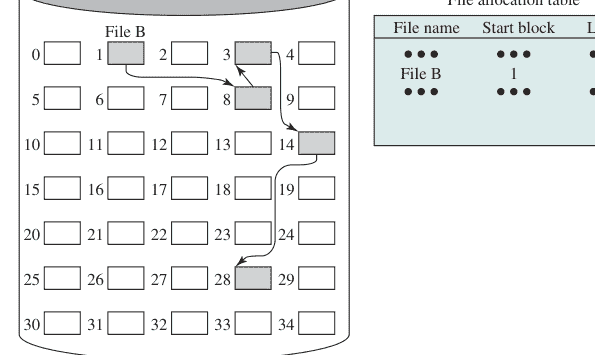 File allocation table
File name Start block L
File B
0 1 2 3 4
File B 1
5 6 7 8 9
10 11 12 13 14
15 16 17 18 19
20 21 22 23 24
25 26 27 28 29
30 31 32 33 34